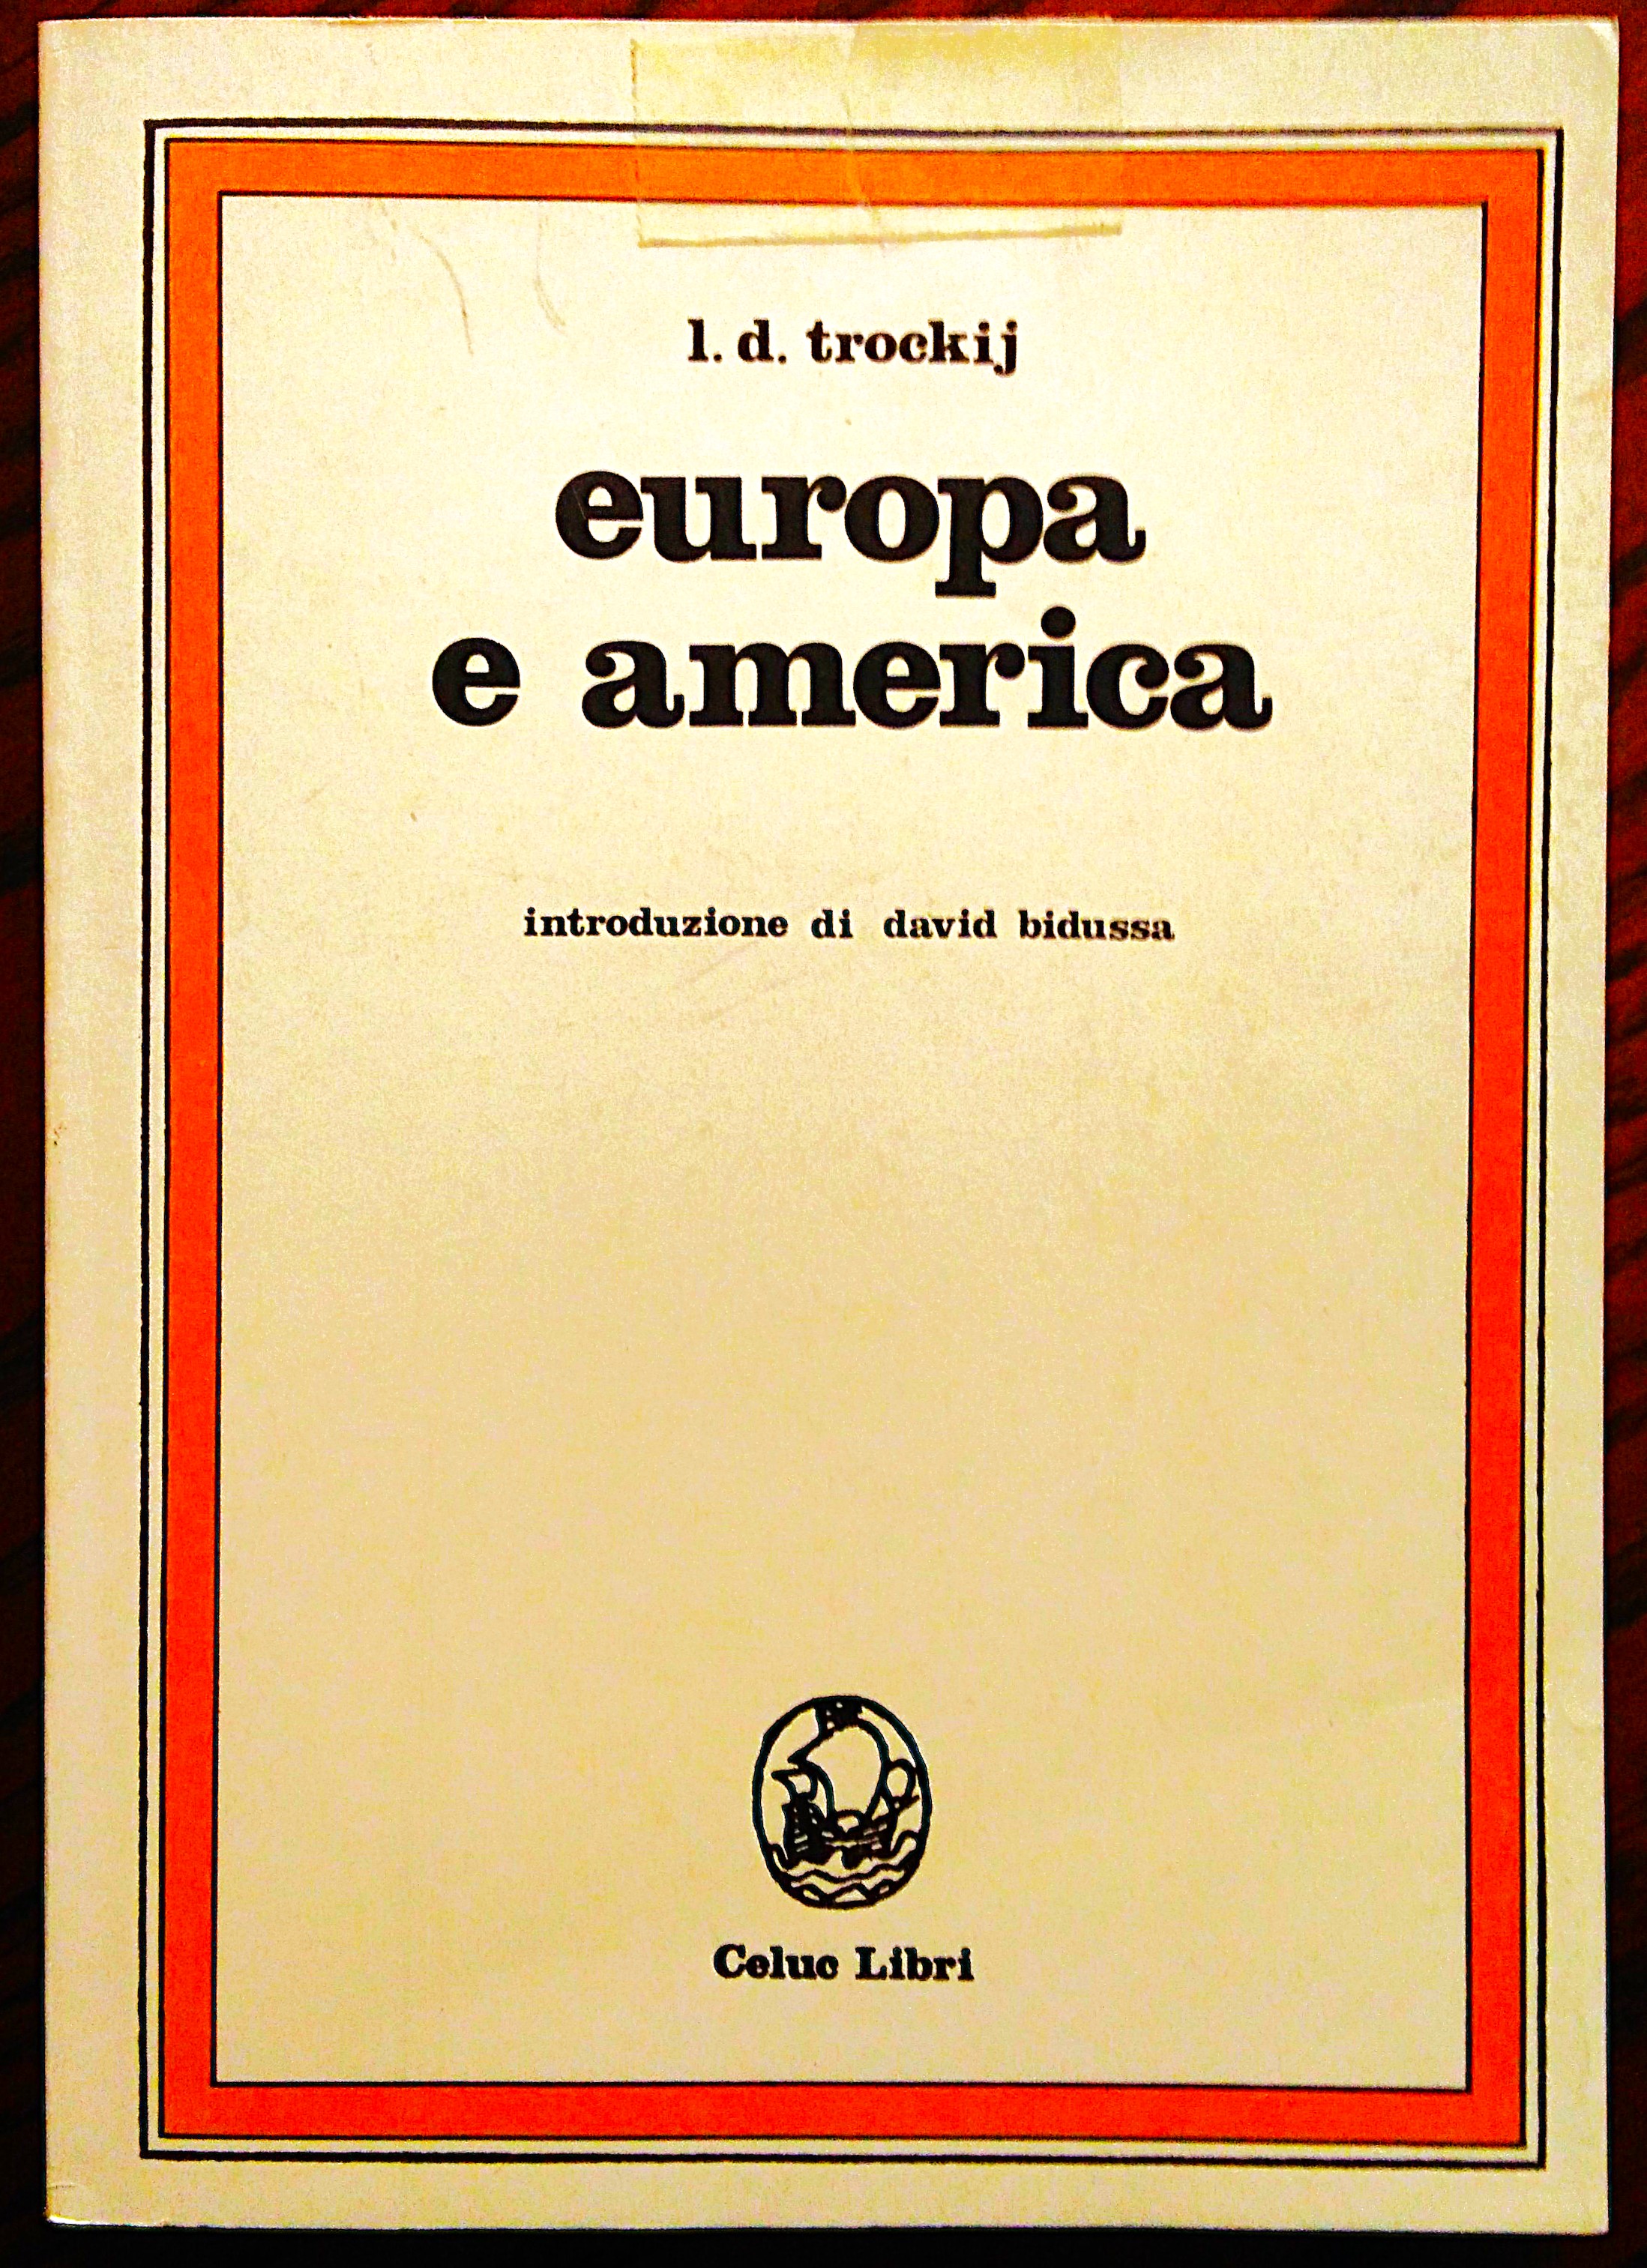 l. d. trockij
europa
e america
introduzione di david bidussa
Celuc Libri